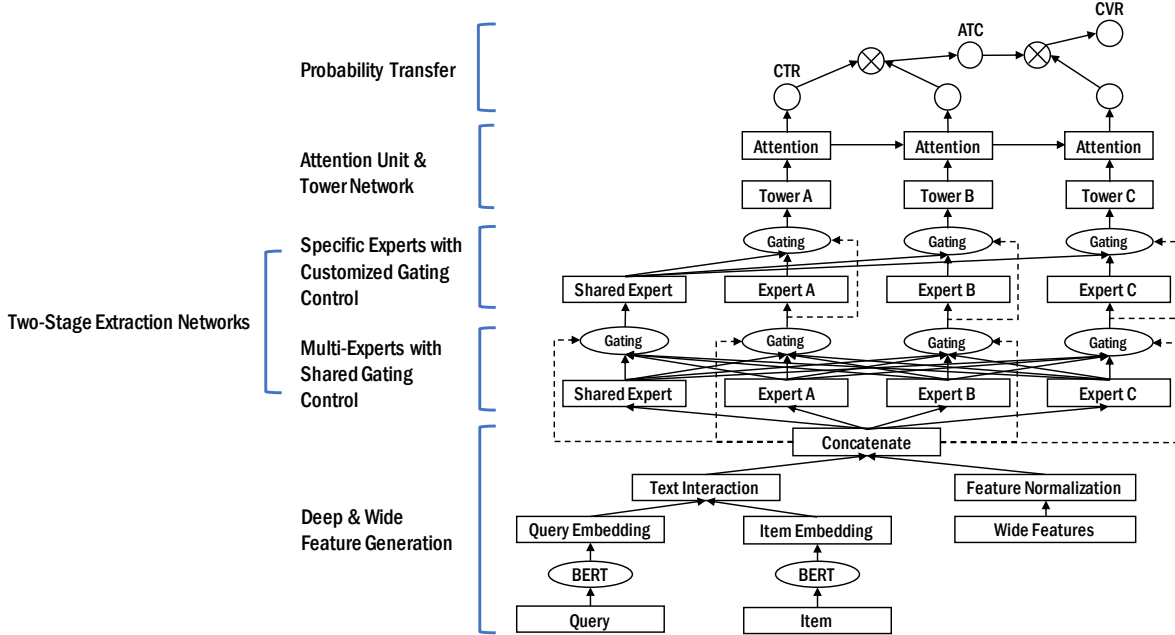 CVR
ATC
Probability Transfer
CTR
Attention Unit &
Tower Network
Attention Attention Attention
Tower A Tower B Tower C
Two-Stage Extraction Networks
Specific Experts with
Customized Gating
Control
Gating Gating Gating
Shared Expert Expert A Expert B Expert C
Multi-Experts with
Shared Gating
Control
Gating Gating Gating Gating
Shared Expert Expert A Expert B Expert C
Deep & Wide
Feature Generation
Concatenate
Text Interaction Feature Normalization
Query Embedding Item Embedding Wide Features
BERT BERT
Query Item